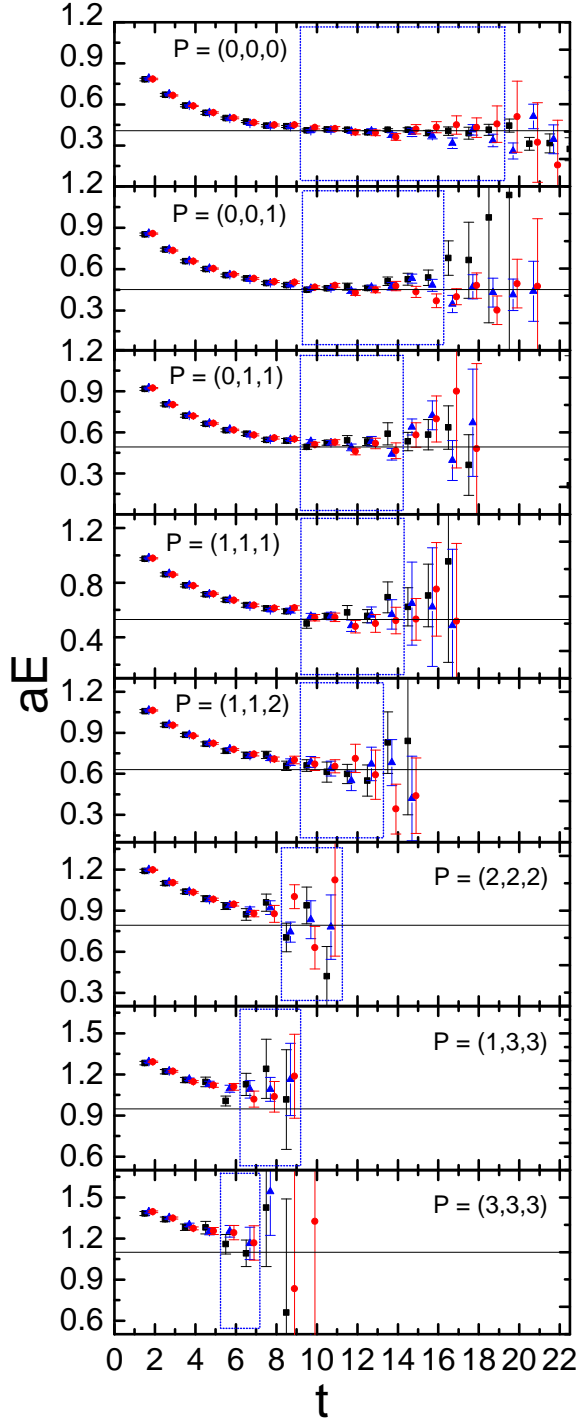 1.2
P = (0,0,0)
0.9
0.6
0.3
1.2
P = (0,0,1)
0.9
0.6
0.3
1.2
P = (0,1,1)
0.9
0.6
0.3
1.2
P = (1,1,1)
0.9
0.6
0.3
1.2
P = (1,1,2)
0.9
0.6
0.3
1.2
P = (2,2,2)
0.9
0.6
0.3
1.5
P = (1,3,3)
1.2
0.9
0.6
1.5
P = (3,3,3)
1.2
0.9
0.6
aE
0 2 4 6 8 10 12 14 16 18 20 22
t